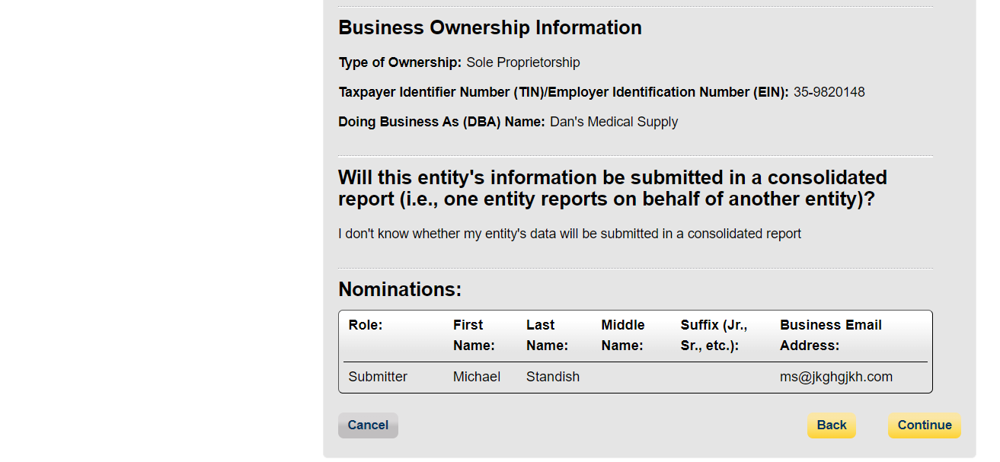 Business Ownership Information
Type of Ownership: Sole Proprietorship
Taxpayer Identifier Number (TIN)/Employer Identification Number (EIN): 35-9820148
Doing Business As (DBA) Name: Dan's Medical Supply
Will this entity's information be submitted in a consolidated
report (i.e., one entity reports on behalf of another entity)?
I don't know whether my entity's data will be submitted in a consolidated report
Nominations:
Role: First Last Middle Suffix (Jr., Business Email
Name: Name: Name: Sr., etc.): Address:
Submitter Michael Standish ms@jkghgjkh.com
Cancel Back Continue